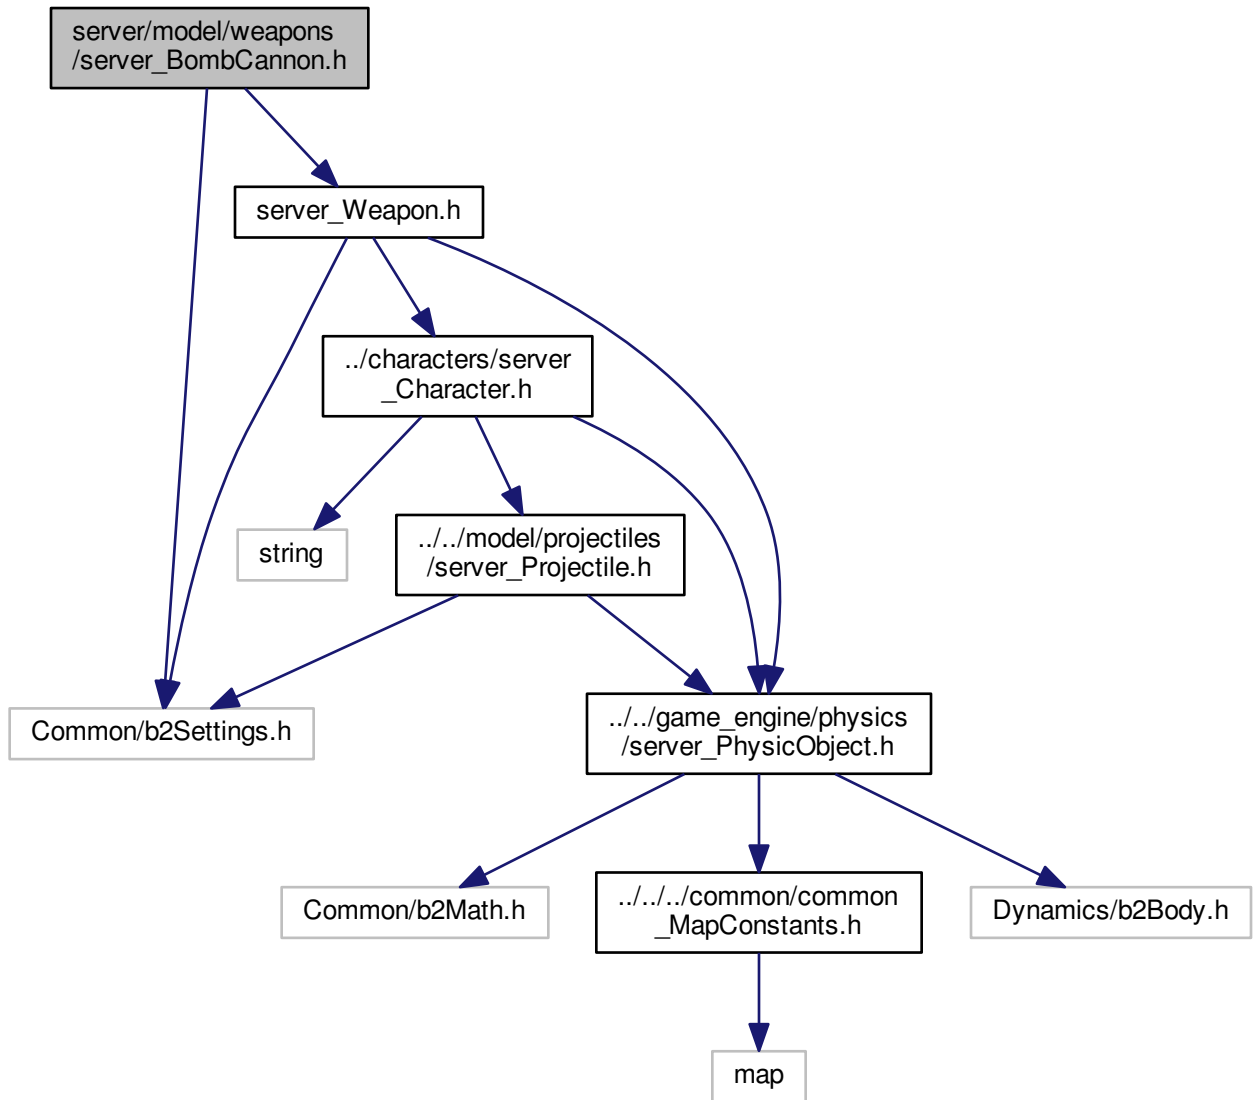 server/model/weapons
/server_BombCannon.h
server_Weapon.h
../characters/server
_Character.h
string
../../model/projectiles
/server_Projectile.h
Common/b2Settings.h
../../game_engine/physics
/server_PhysicObject.h
Common/b2Math.h
../../../common/common
_MapConstants.h
Dynamics/b2Body.h
map